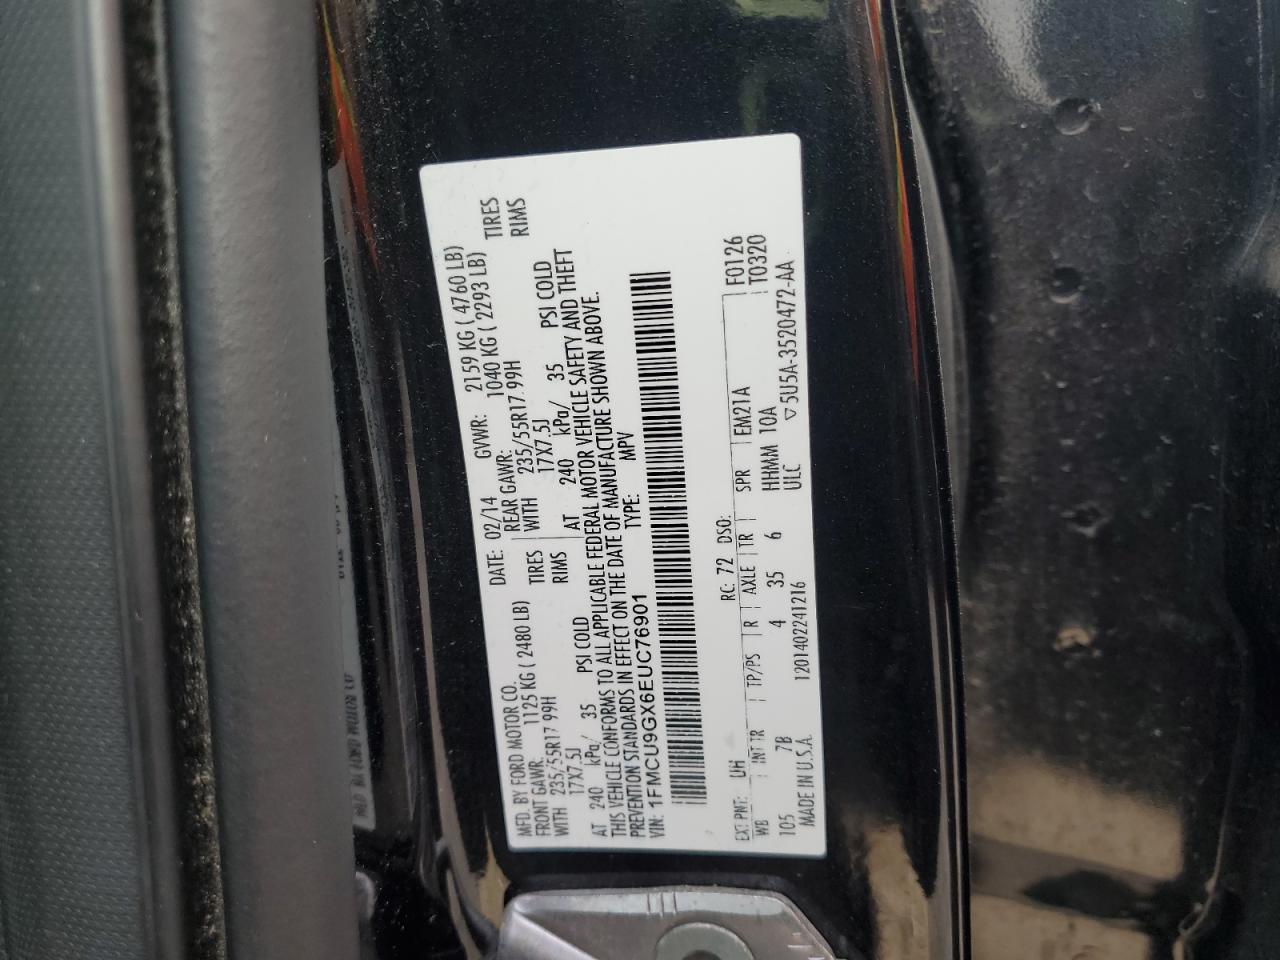 MFD. BY FORD MOTOR CO. DATE: 02/14 GVWR: 2159 KG ( 4760 LB)
FRONT GAWR: 1125 KG ( 2480 LB) REAR GAWR: 1040 KG ( 2293 LB)
WITH 235/55R17 99H TIRES WITH 235/55R17 99H TIRES
17X7.5J RIMS 17X7.5J RIMS
AT 240 kPa/ 35 PSI COLD AT 240 kPa/ 35 PSI COLD
THIS VEHICLE CONFORMS TO ALL APPLICABLE FEDERAL MOTOR VEHICLE SAFETY AND THEFT
PREVENTION STANDARDS IN EFFECT ON THE DATE OF MANUFACTURE SHOWN ABOVE.
VIN: 1FMCU9GX6EUC76901 TYPE: MPV
EXT PNT: UH RC: 72 DSO: F0126
WB INT TR TP/PS R AXLE TR SPR EM21A T0320
105 7B 4 35 6 HHMM 10A
MADE IN U.S.A. 1201402241216 ULC ▽5U5A-3520472-AA